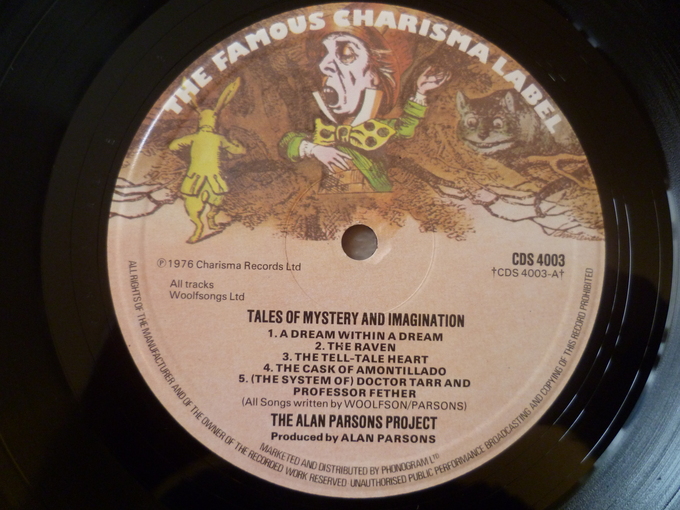 THE FAMOUS CHARISMA LABEL
℗ 1976 Charisma Records Ltd
CDS 4003
†CDS 4003-A†
All tracks
Woolfsongs Ltd
TALES OF MYSTERY AND IMAGINATION
1. A DREAM WITHIN A DREAM
2. THE RAVEN
3. THE TELL-TALE HEART
4. THE CASK OF AMONTILLADO
5. (THE SYSTEM OF) DOCTOR TARR AND
PROFESSOR FETHER
(All Songs written by WOOLFSON/PARSONS)
THE ALAN PARSONS PROJECT
Produced by ALAN PARSONS
MARKETED AND DISTRIBUTED BY PHONOGRAM LTD
ALL RIGHTS OF THE MANUFACTURER AND OF THE OWNER OF THE RECORDED WORK RESERVED UNAUTHORISED PUBLIC PERFORMANCE BROADCASTING AND COPYING OF THIS RECORD PROHIBITED